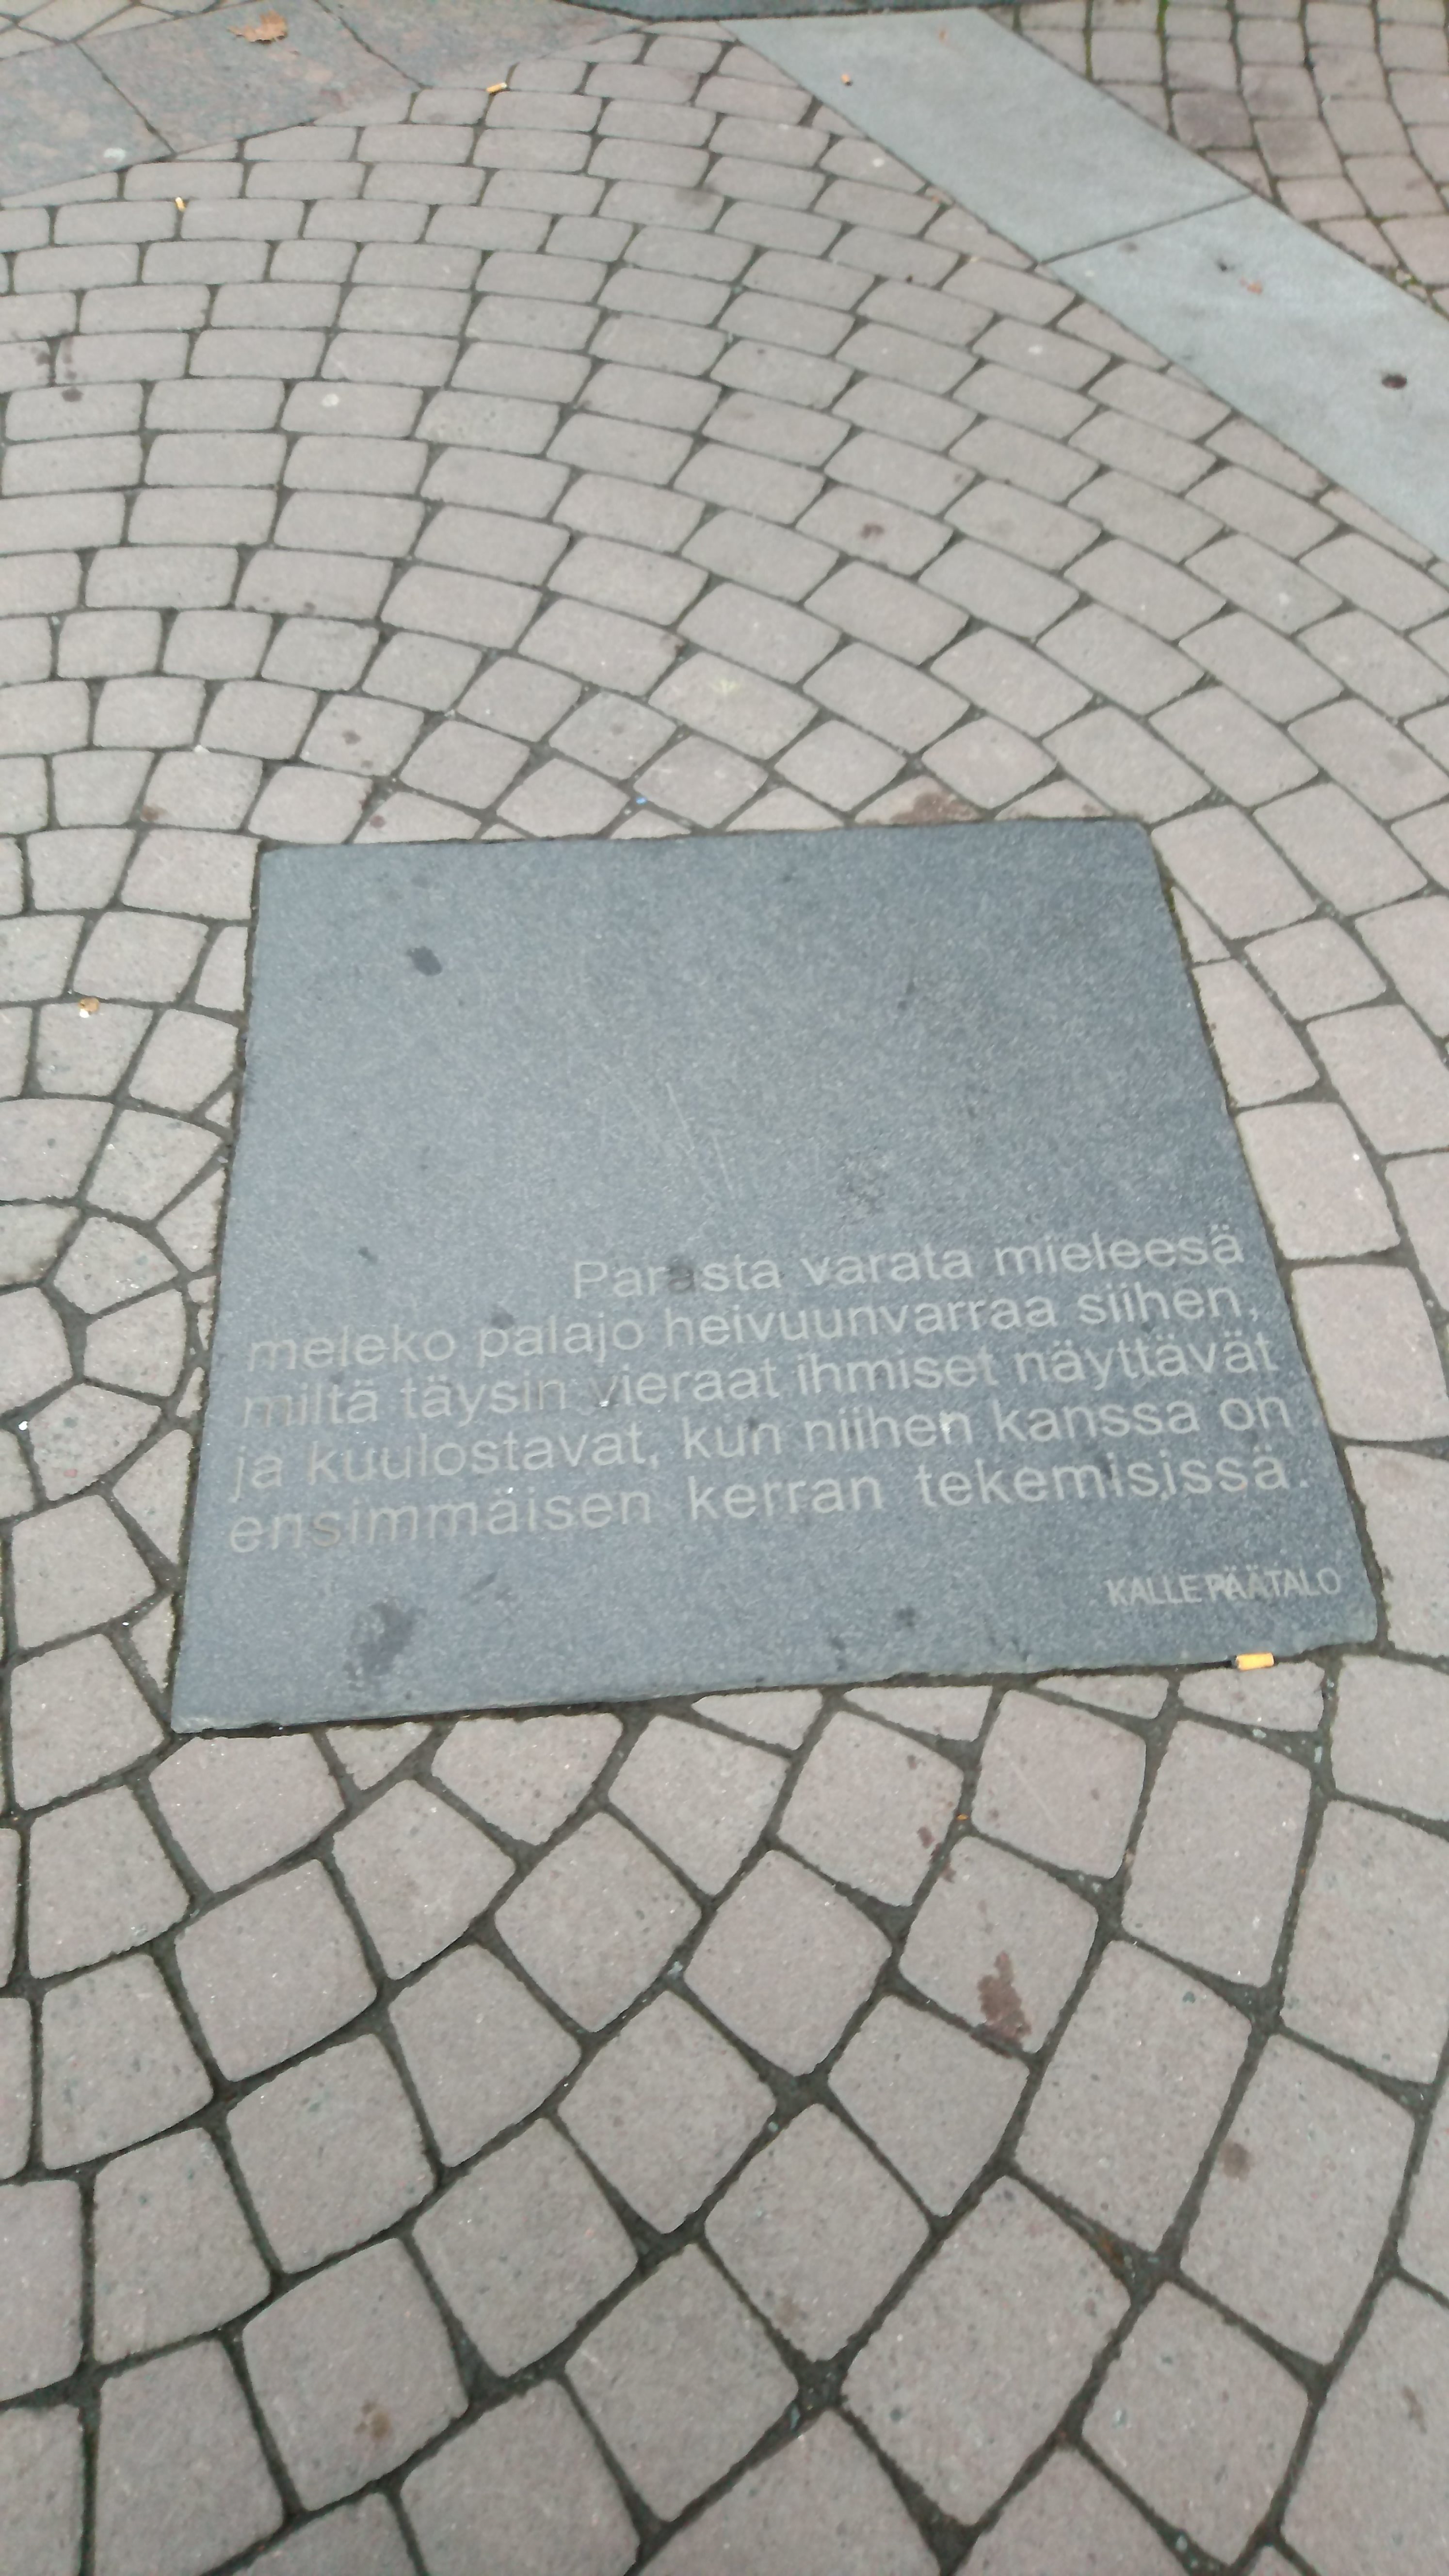 Parasta varata mieleesä
meleko palajo heivuunvarraa siihen,
miltä täysin vieraat ihmiset näyttävät
ja kuulostavat, kun niihen kanssa on
ensimmäisen kerran tekemisissä.
KALLE PÄÄTALO